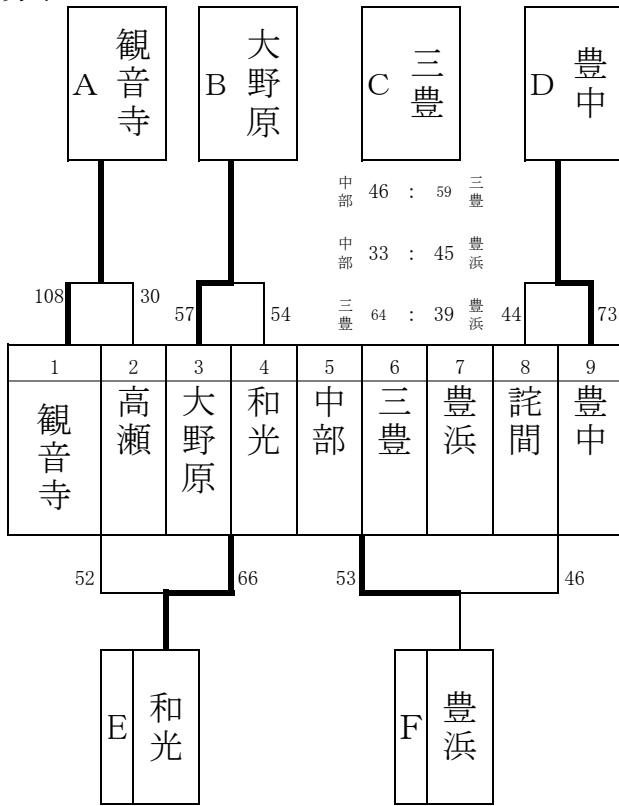 A 観音寺
B 大野原
C 三豊
D 豊中
中部 46 : 59 三豊
中部 33 : 45 豊浜
三豊 64 : 39 豊浜
108 30 57 54 44 73
1 2 3 4 5 6 7 8 9
観音寺 高瀬 大野原 和光 中部 三豊 豊浜 詫間 豊中
52 66 53 46
E 和光
F 豊浜